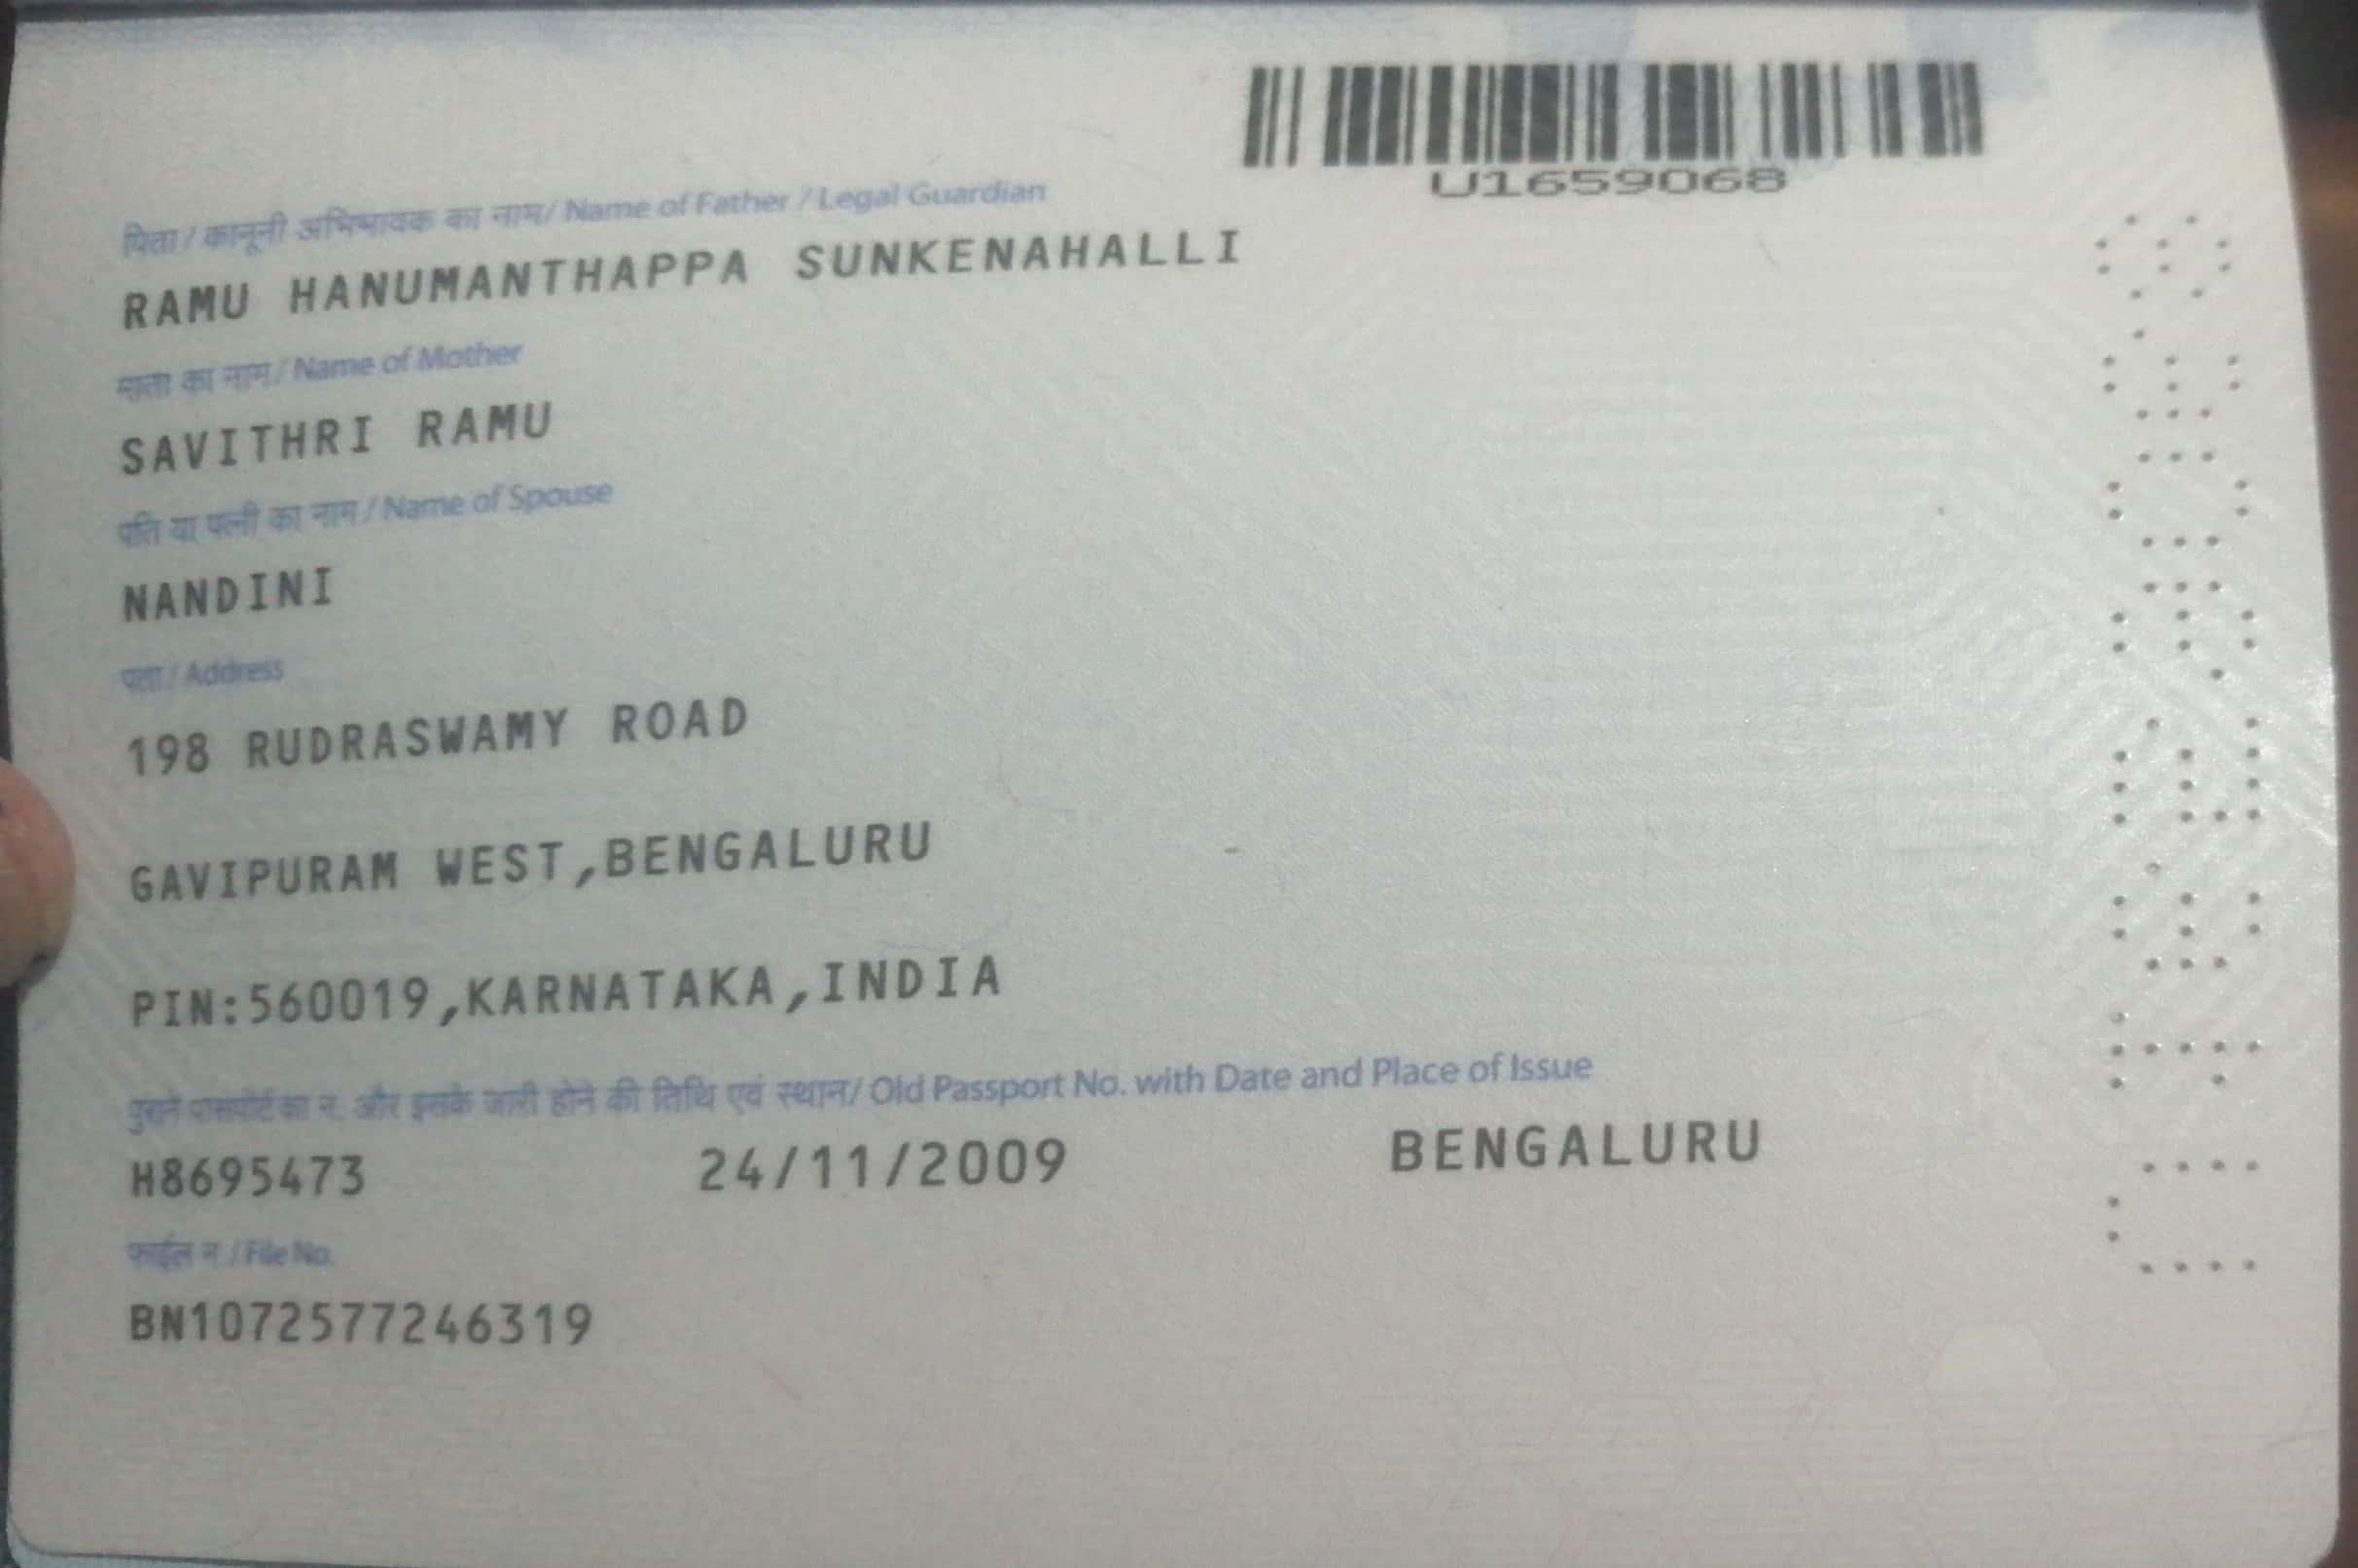 U1659068
पिता / कानूनी अभिभावक का नाम/ Name of Father / Legal Guardian
RAMU HANUMANTHAPPA SUNKENAHALLI
माता का नाम / Name of Mother
SAVITHRI RAMU
पति या पत्नी का नाम / Name of Spouse
NANDINI
पता / Address
198 RUDRASWAMY ROAD
GAVIPURAM WEST,BENGALURU
PIN:560019,KARNATAKA,INDIA
पुराने पासपोर्ट का न. और इसके जारी होने की तिथि एवं स्थान/ Old Passport No. with Date and Place of Issue
H8695473 24/11/2009 BENGALURU
फाईल न / File No.
BN1072577246319